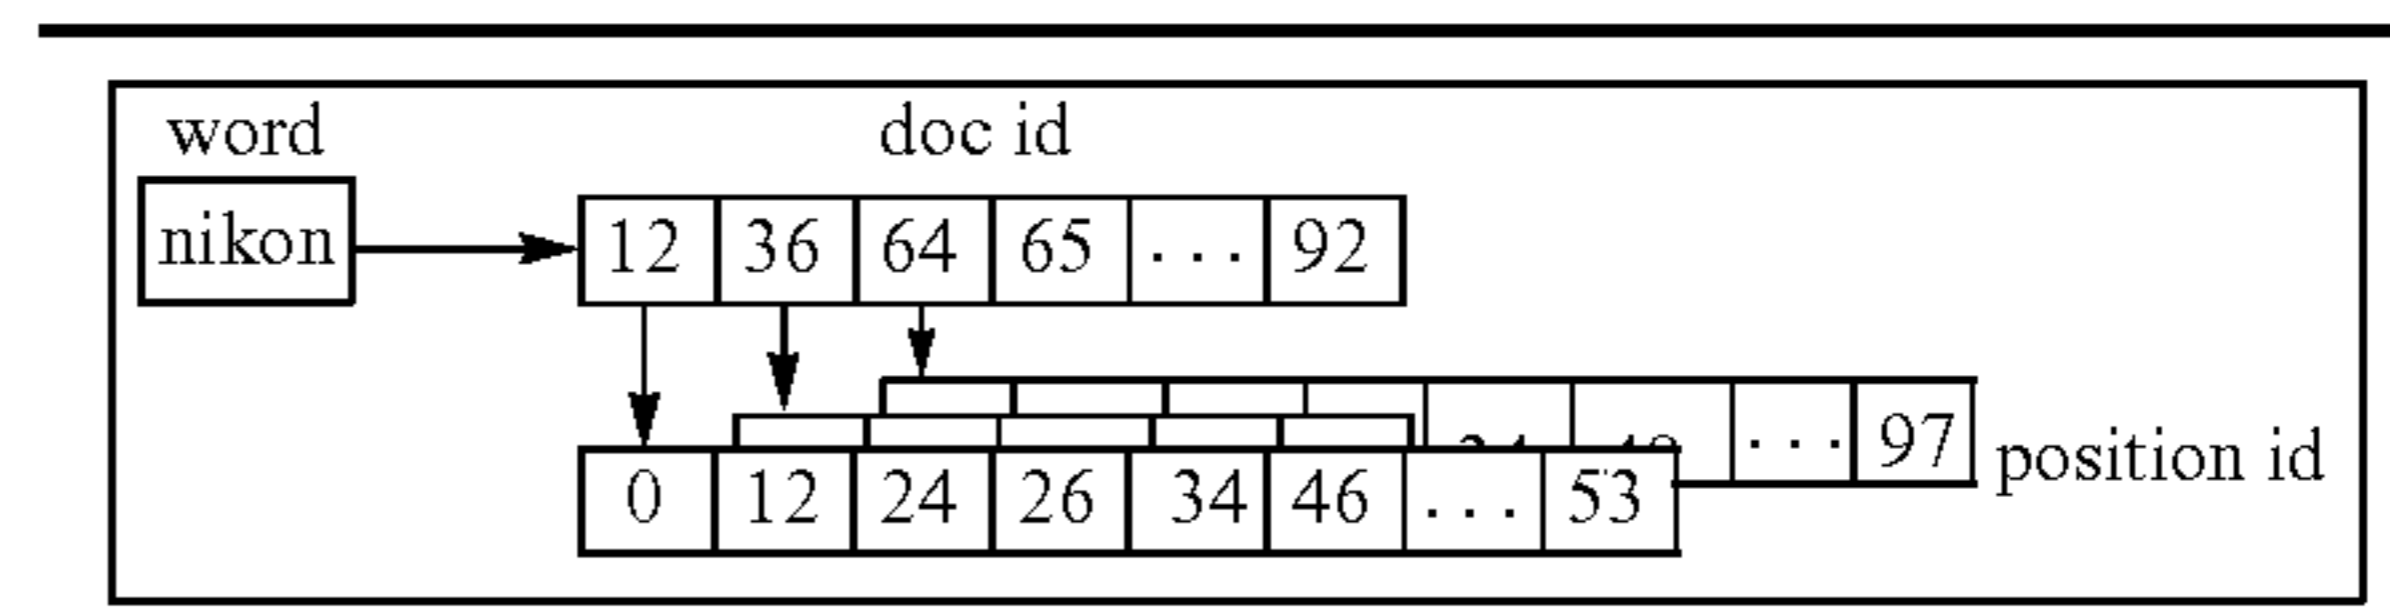 word doc id
nikon 12 36 64 65 ... 92
... 97 position id
0 12 24 26 34 46 ... 53